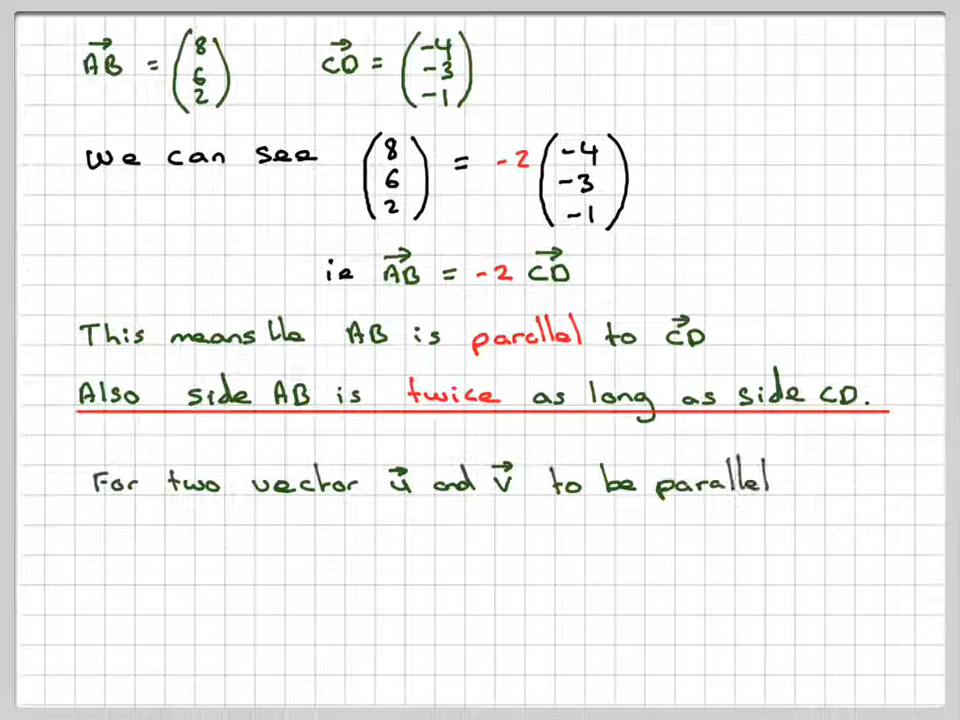 →AB = (8 6 2) →CD = (-4 -3 -1)
We can see (8 6 2) = -2 (-4 -3 -1)
ie →AB = -2 →CD
This means the AB is parallel to →CD
Also side AB is twice as long as side CD.
For two vector →u and →v to be parallel